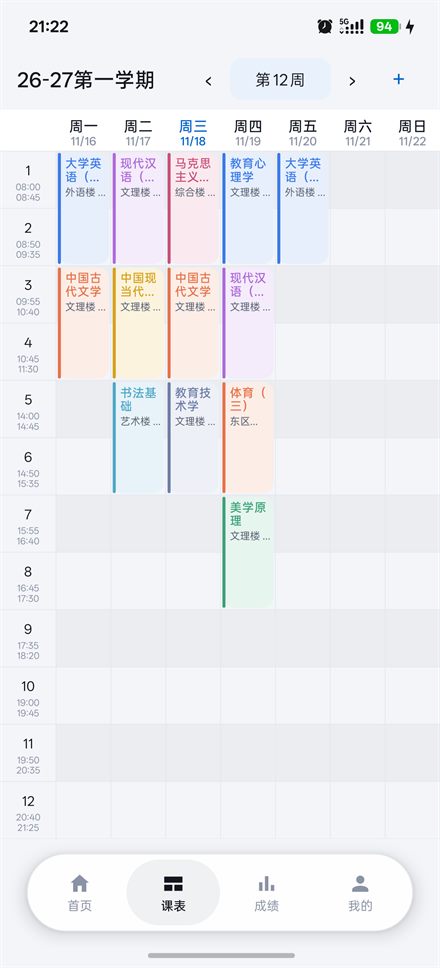 21:22
5G
94
26-27第一学期
<
第12周
>
+
周一 周二 周三 周四 周五 周六 周日
11/16 11/17 11/18 11/19 11/20 11/21 11/22
1
08:00
08:45
大学英
语（...
外语楼 ...
现代汉
语（...
文理楼 ...
马克思
主义...
综合楼 ...
教育心
理学
文理楼 ...
大学英
语（...
外语楼 ...
2
08:50
09:35
3
09:55
10:40
中国古
代文学
文理楼 ...
中国现
当代...
文理楼 ...
中国古
代文学
文理楼 ...
现代汉
语（...
文理楼 ...
4
10:45
11:30
5
14:00
14:45
书法基
础
艺术楼 ...
教育技
术学
文理楼 ...
体育（
三）
东区...
6
14:50
15:35
7
15:55
16:40
美学原
理
文理楼 ...
8
16:45
17:30
9
17:35
18:20
10
19:00
19:45
11
19:50
20:35
12
20:40
21:25
首页 课表 成绩 我的